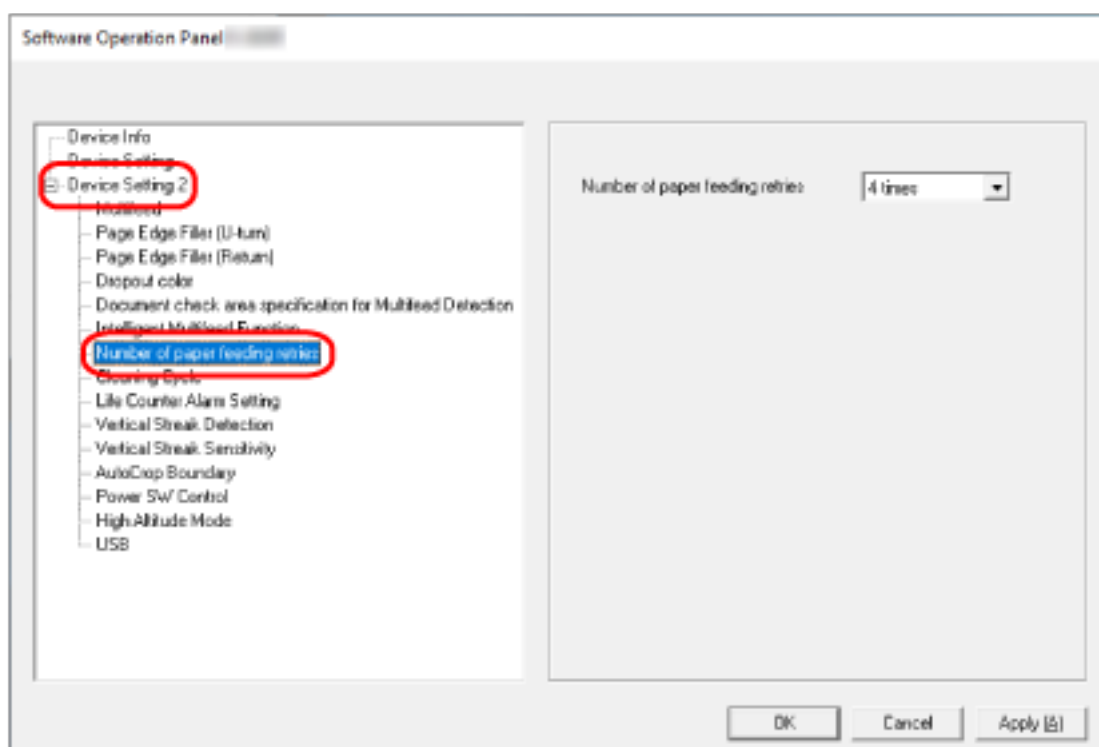 Software Operation Panel
Device Info
Device Setting
Device Setting 2
Multifeed
Page Edge Filler (U-turn)
Page Edge Filler (Return)
Dropout color
Document check area specification for Multifeed Detection
Intelligent Multifeed Function
Number of paper feeding retries
Cleaning Cycle
Life Counter Alarm Setting
Vertical Streak Detection
Vertical Streak Sensitivity
AutoCrop Boundary
Power SW Control
High Altitude Mode
USB
Number of paper feeding retries
4 times
OK
Cancel
Apply (A)